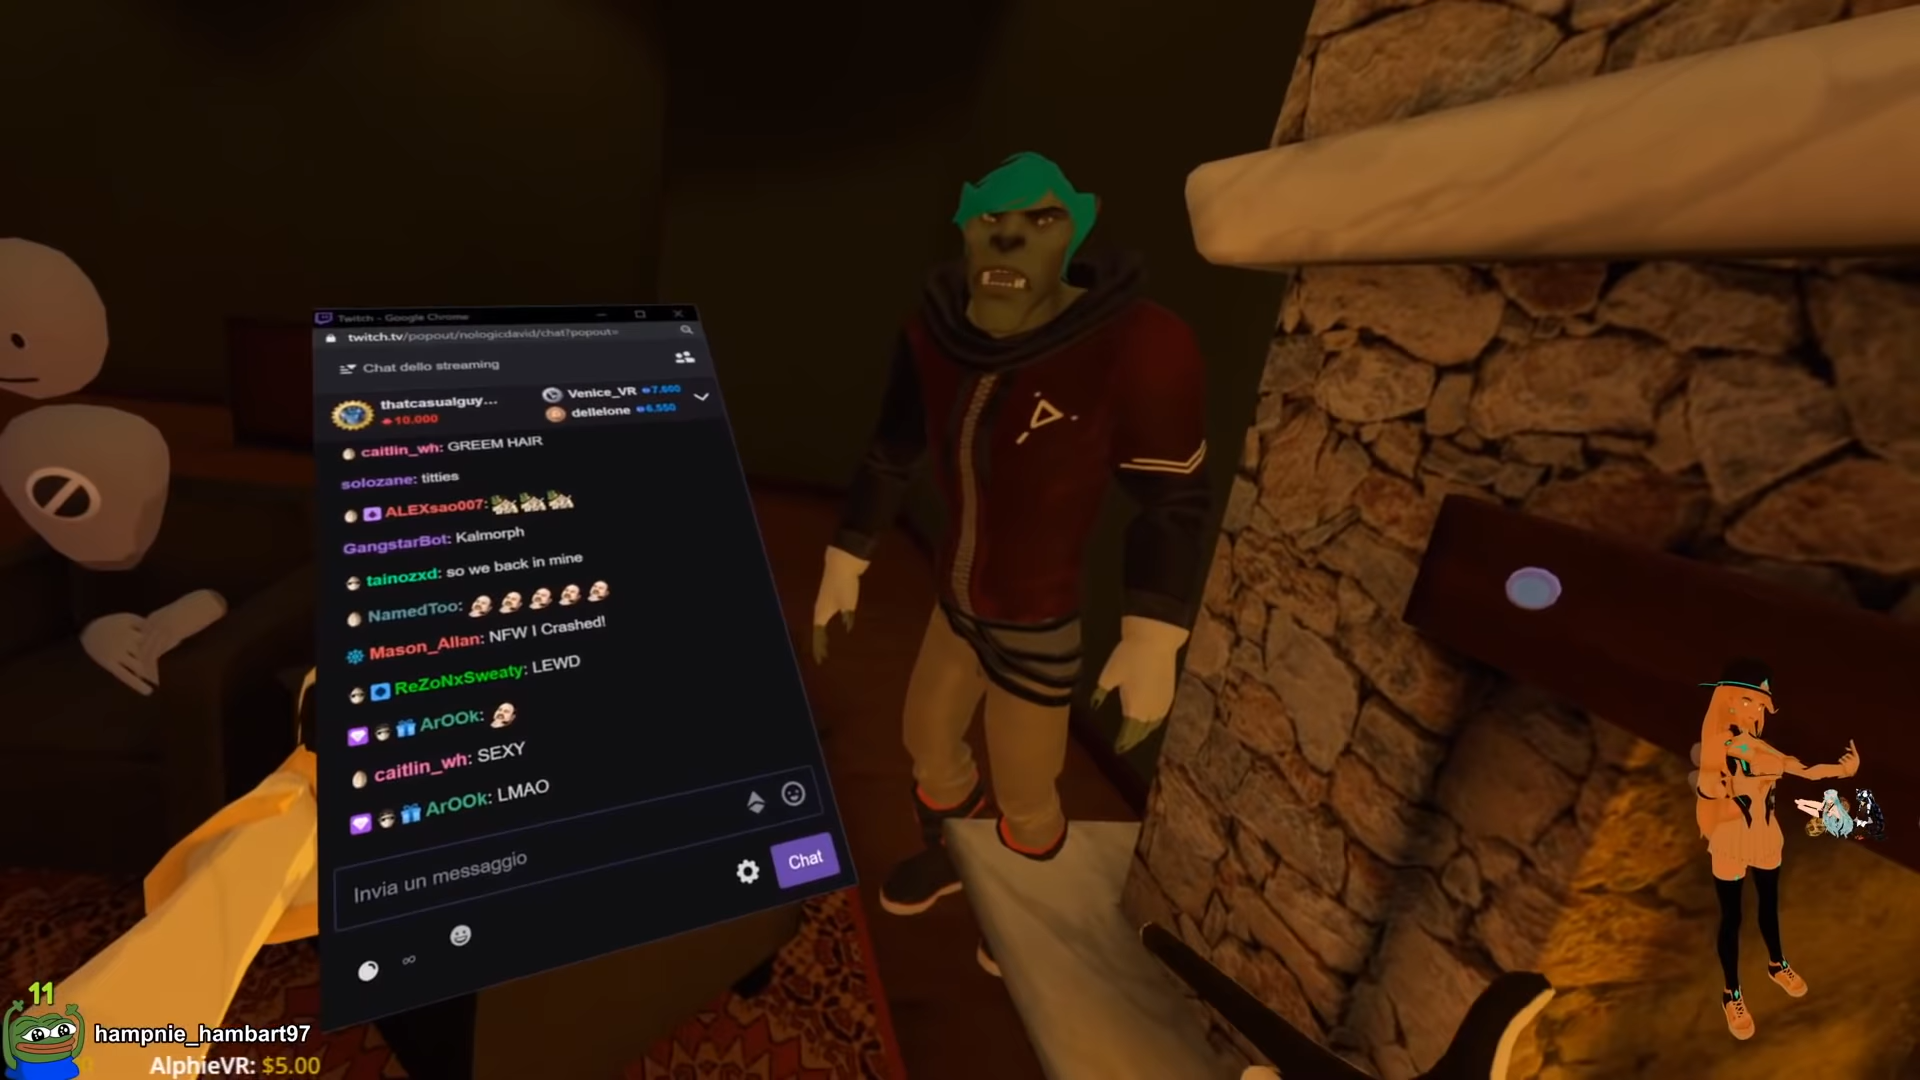 Twitch - Google Chrome
twitch.tv/popout/nologicdavid/chat?popout=
Chat dello streaming
thatcasualguy...
10.000
Venice_VR 7,600
dellelone 6,550
caitlin_wh: GREEM HAIR
solozane: titties
ALEXsao007:
GangstarBot: Kalmorph
tainozxd: so we back in mine
NamedToo:
Mason_Allan: NFW I Crashed!
ReZoNxSweaty: LEWD
ArOOk:
caitlin_wh: SEXY
ArOOk: LMAO
Invia un messaggio
Chat
11
hampnie_hambart97
AlphieVR: $5.00